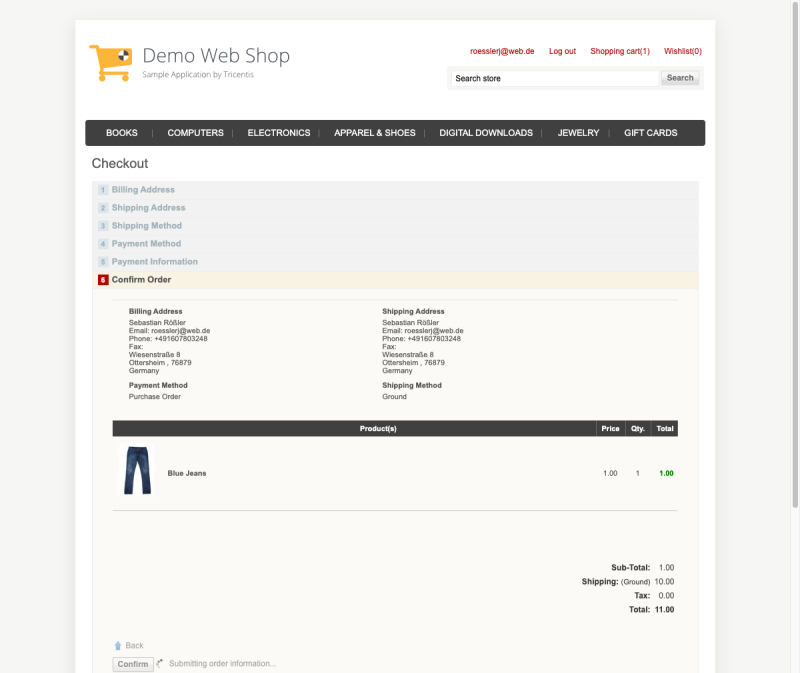 Demo Web Shop
Sample Application by Tricentis
roesslerj@web.de Log out Shopping cart(1) Wishlist(0)
Search store Search
BOOKS COMPUTERS ELECTRONICS APPAREL & SHOES DIGITAL DOWNLOADS JEWELRY GIFT CARDS
Checkout
1 Billing Address
2 Shipping Address
3 Shipping Method
4 Payment Method
5 Payment Information
6 Confirm Order
Billing Address
Sebastian Rößler
Email: roesslerj@web.de
Phone: +491607803248
Fax:
Wiesenstraße 8
Ottersheim , 76879
Germany
Payment Method
Purchase Order
Shipping Address
Sebastian Rößler
Email: roesslerj@web.de
Phone: +491607803248
Fax:
Wiesenstraße 8
Ottersheim , 76879
Germany
Shipping Method
Ground
Product(s) Price Qty. Total
Blue Jeans 1.00 1 1.00
Sub-Total: 1.00
Shipping: (Ground) 10.00
Tax: 0.00
Total: 11.00
Back
Confirm Submitting order information...